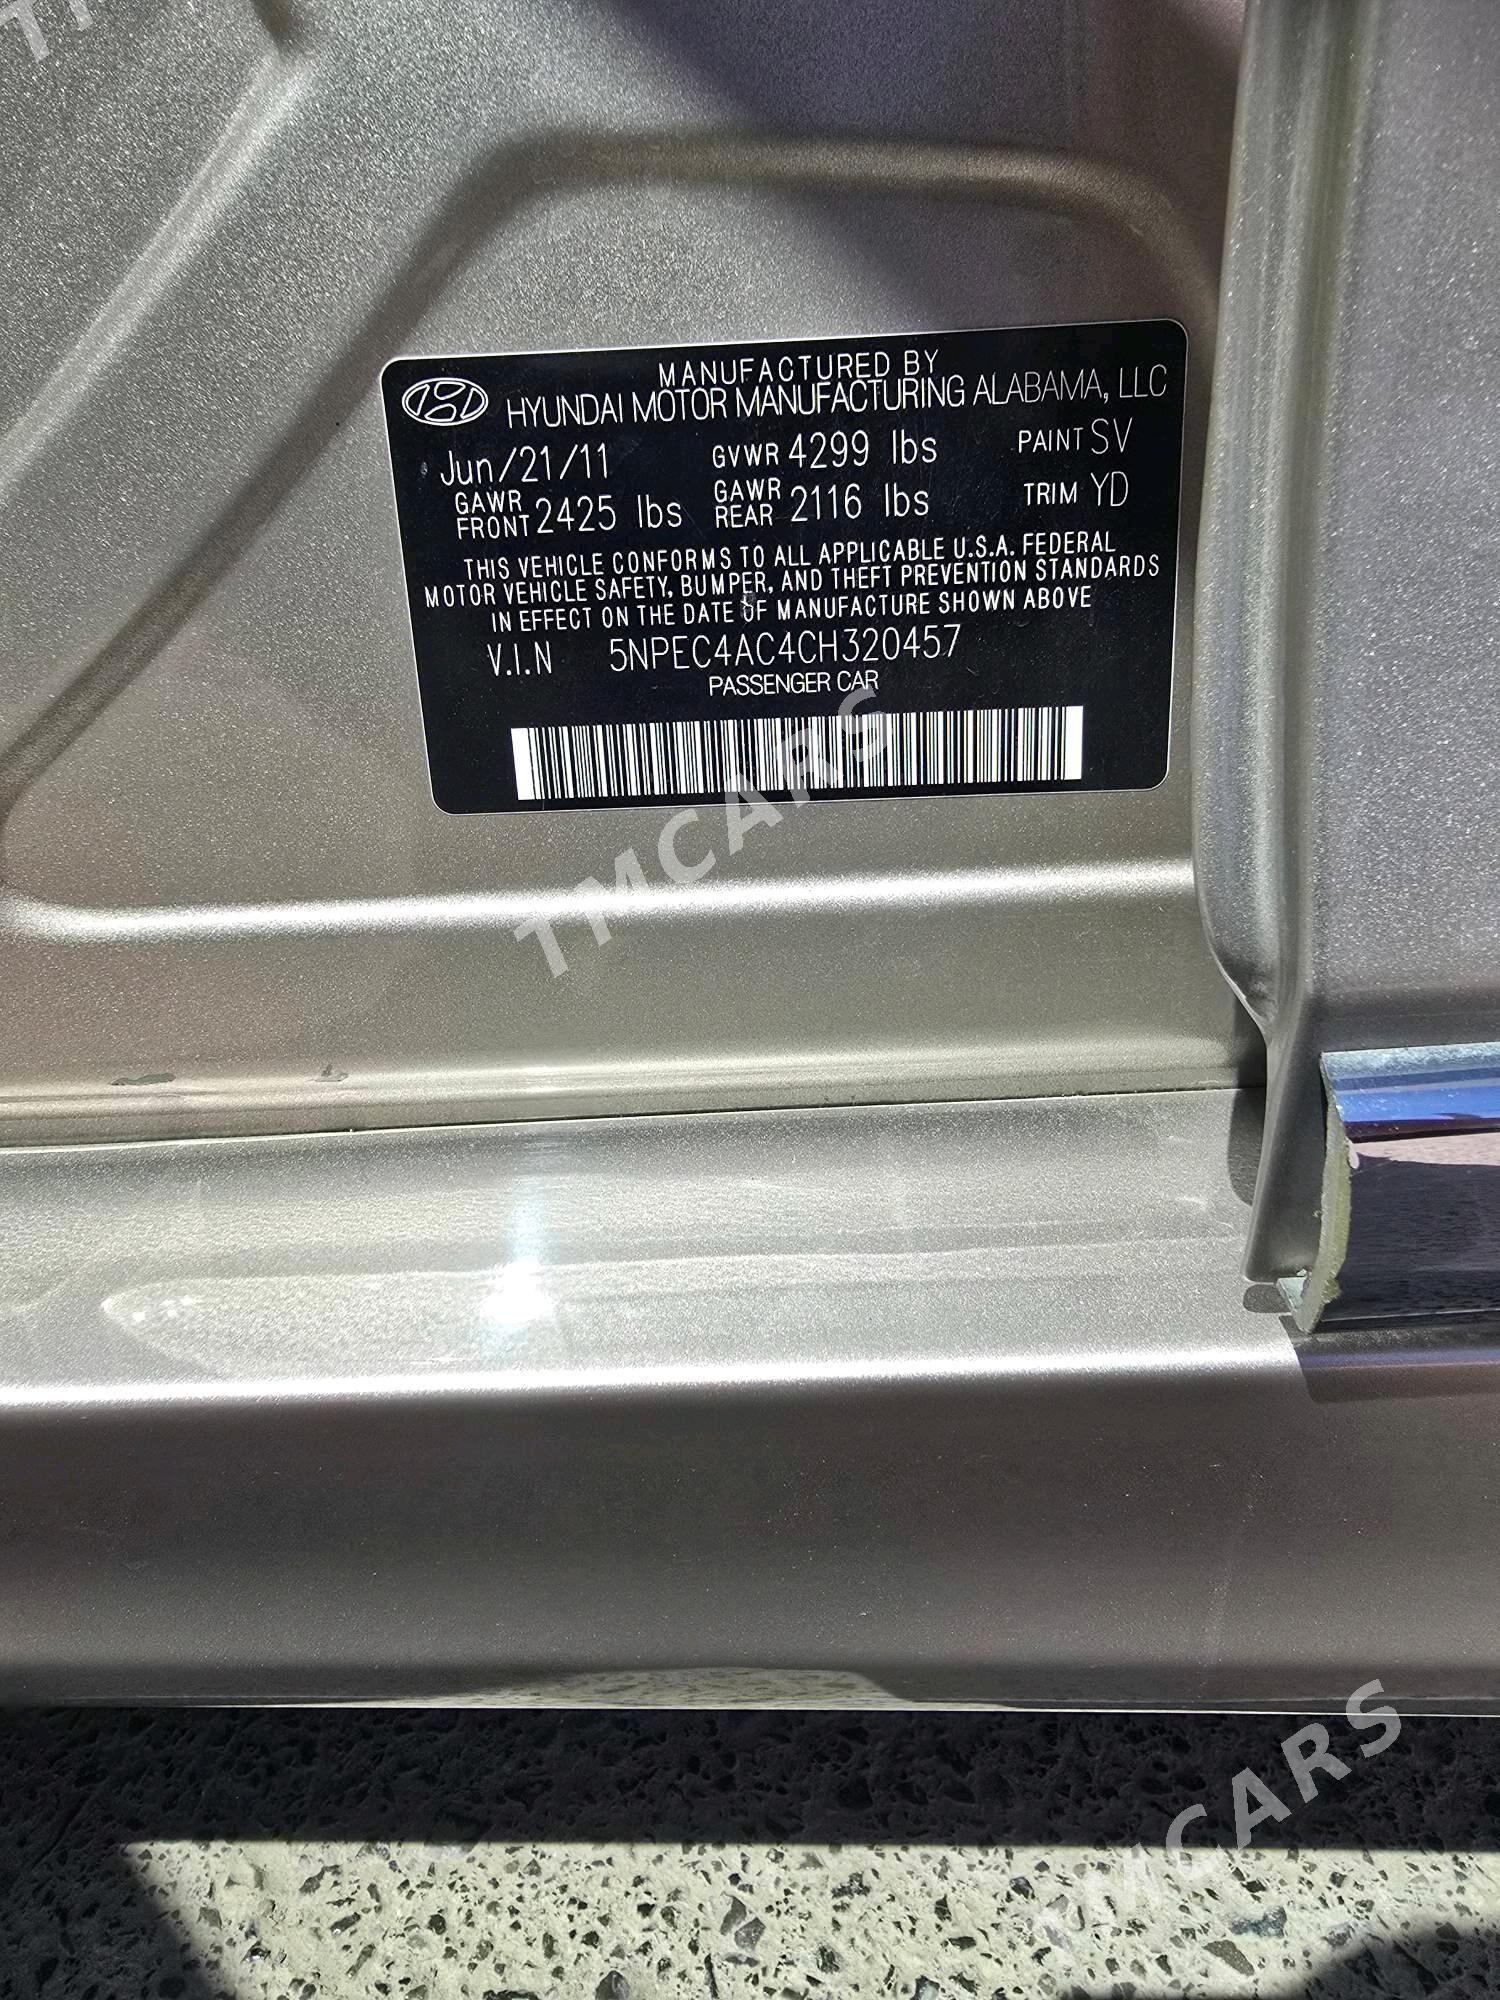 MANUFACTURED BY
HYUNDAI MOTOR MANUFACTURING ALABAMA, LLC
Jun/21/11 GVWR 4299 lbs PAINT SV
GAWR FRONT 2425 lbs GAWR REAR 2116 lbs TRIM YD
THIS VEHICLE CONFORMS TO ALL APPLICABLE U.S.A. FEDERAL
MOTOR VEHICLE SAFETY, BUMPER, AND THEFT PREVENTION STANDARDS
IN EFFECT ON THE DATE OF MANUFACTURE SHOWN ABOVE
V.I.N 5NPEC4AC4CH320457
PASSENGER CAR
TMCARS
TMCARS